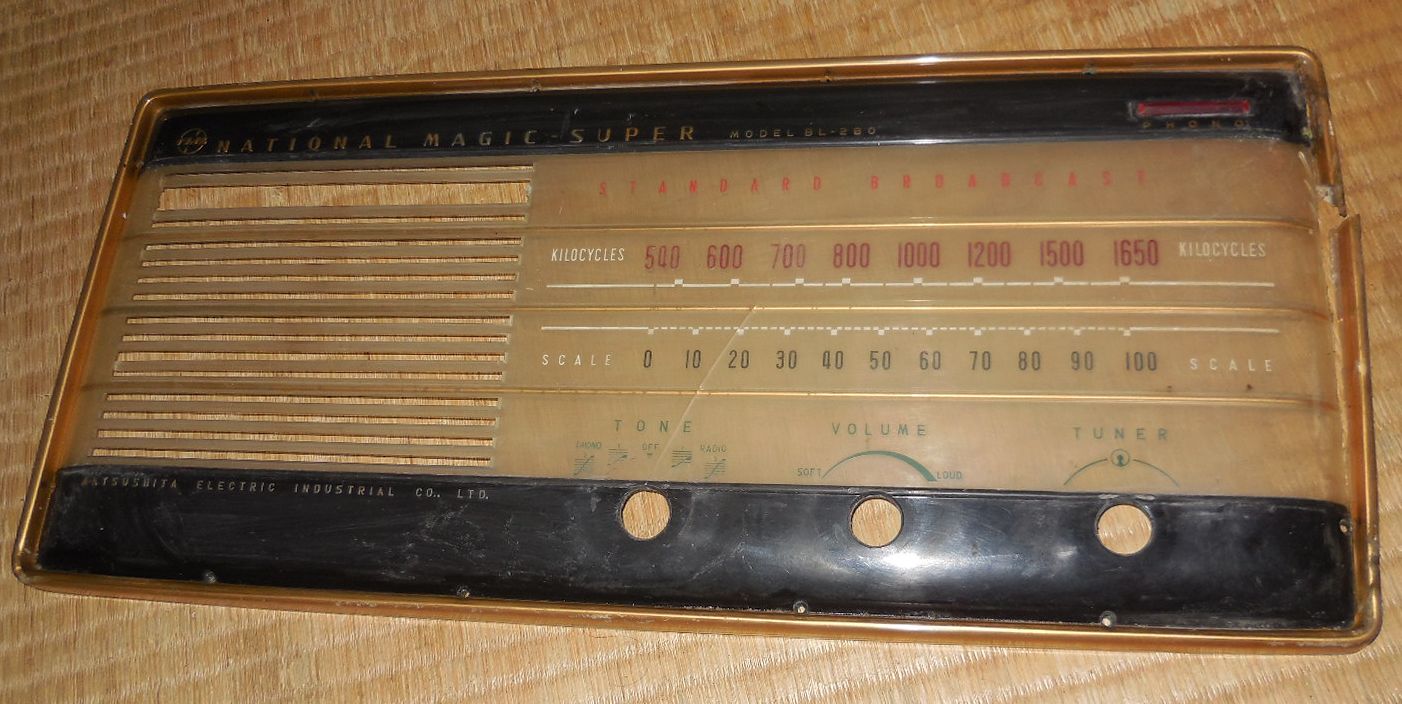 NATIONAL MAGIC-SUPER MODEL BL-280
PHONO
STANDARD BROADCAST
KILOCYCLES 540 600 700 800 1000 1200 1500 1650 KILOCYCLES
SCALE 0 10 20 30 40 50 60 70 80 90 100 SCALE
TONE VOLUME TUNER
PHONO OFF RADIO SOFT LOUD
MATSUSHITA ELECTRIC INDUSTRIAL CO., LTD.